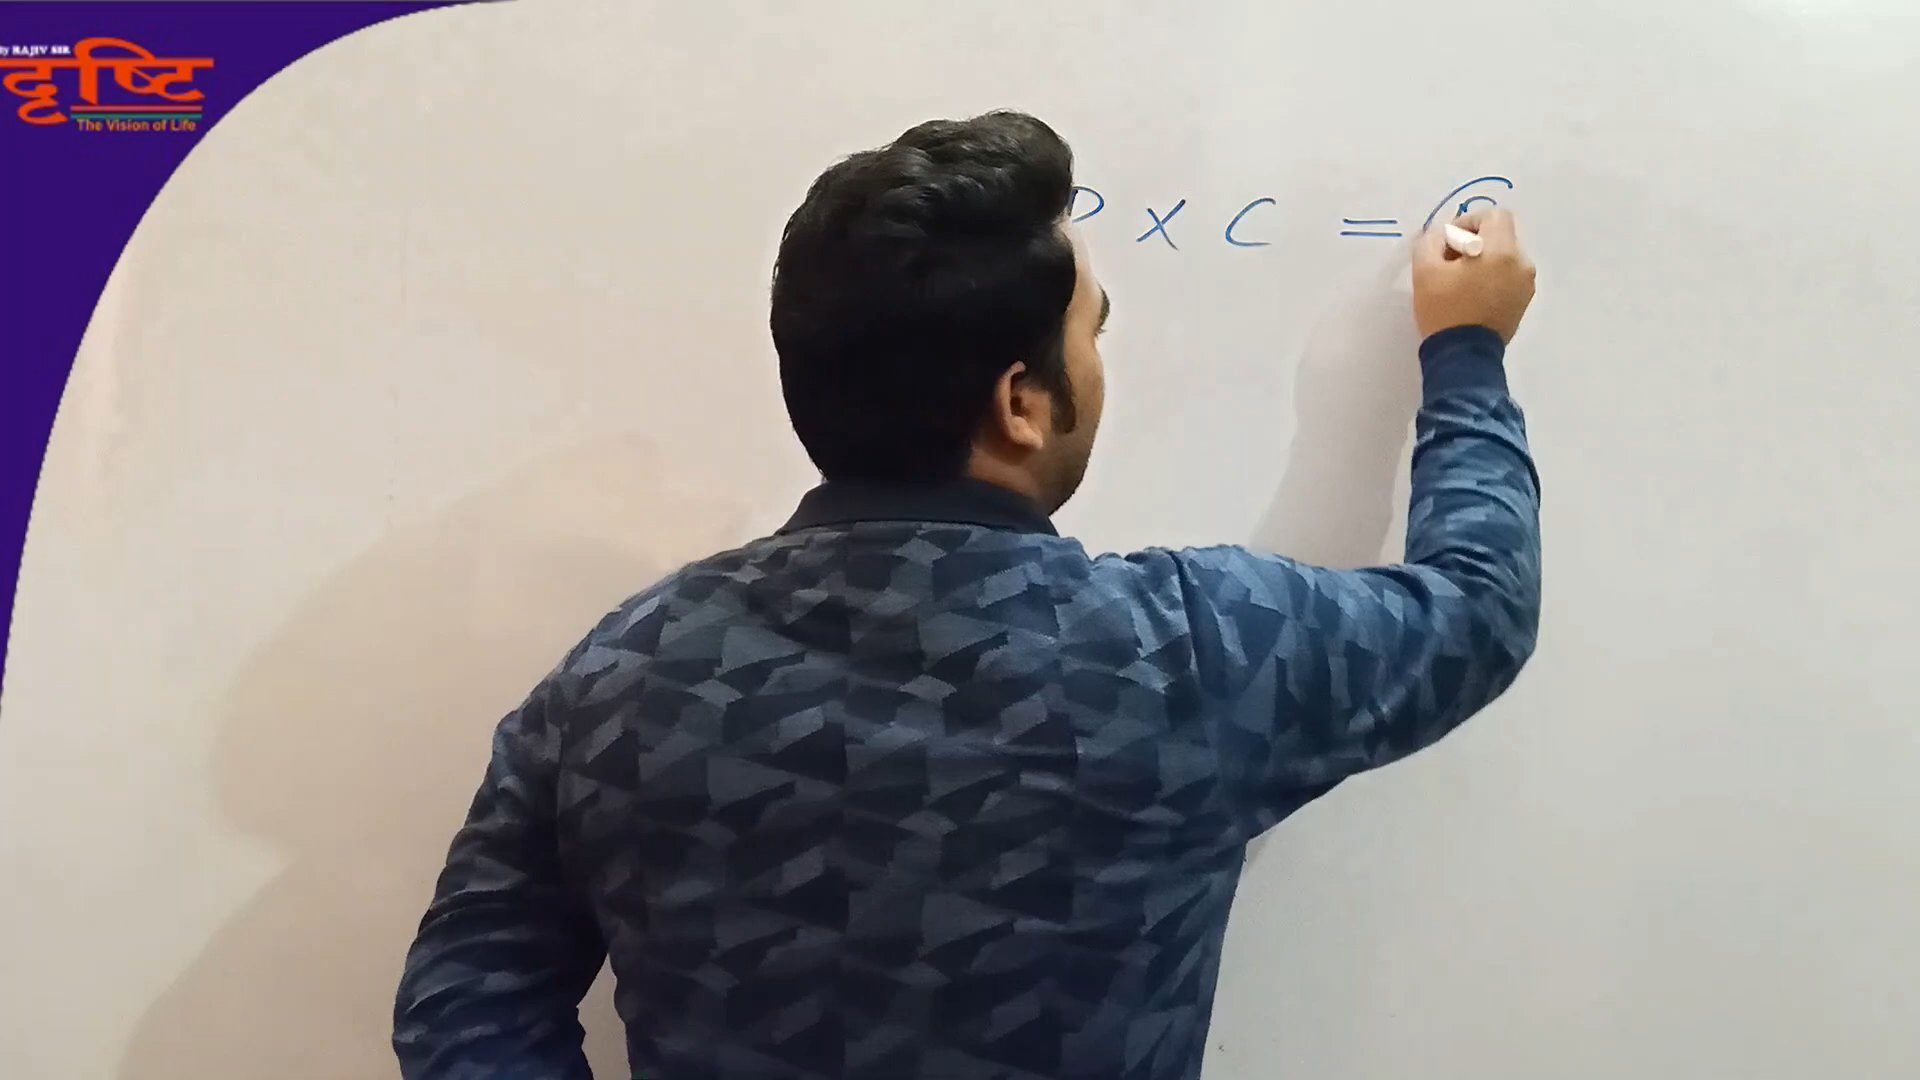 By RAJIV SIR
दृष्टि
The Vision of Life
P X C =